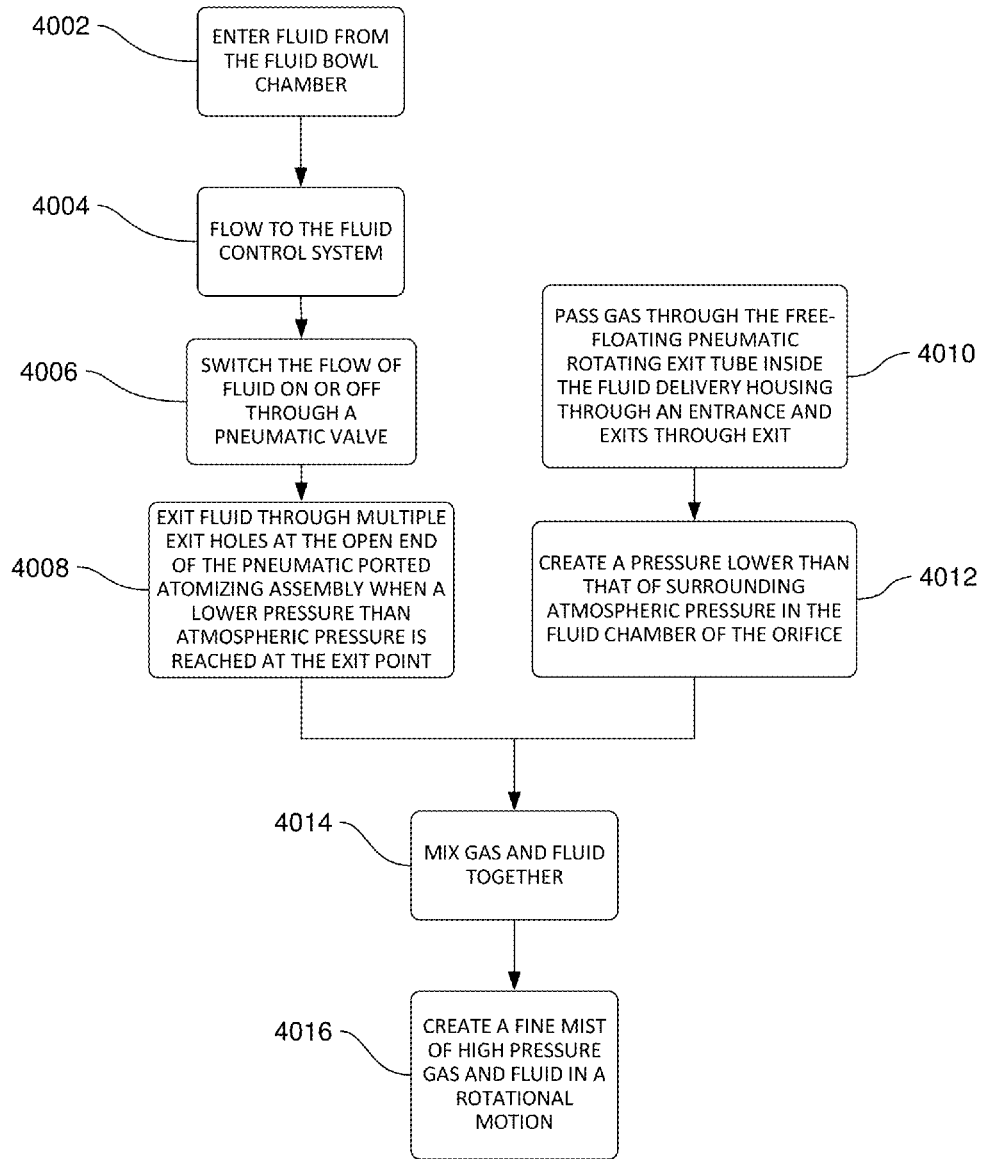 4002
ENTER FLUID FROM
THE FLUID BOWL
CHAMBER
4004
FLOW TO THE FLUID
CONTROL SYSTEM
4006
SWITCH THE FLOW OF
FLUID ON OR OFF
THROUGH A
PNEUMATIC VALVE
4008
EXIT FLUID THROUGH MULTIPLE
EXIT HOLES AT THE OPEN END
OF THE PNEUMATIC PORTED
ATOMIZING ASSEMBLY WHEN A
LOWER PRESSURE THAN
ATMOSPHERIC PRESSURE IS
REACHED AT THE EXIT POINT
PASS GAS THROUGH THE FREE-
FLOATING PNEUMATIC
ROTATING EXIT TUBE INSIDE
THE FLUID DELIVERY HOUSING
THROUGH AN ENTRANCE AND
EXITS THROUGH EXIT
4010
CREATE A PRESSURE LOWER THAN
THAT OF SURROUNDING
ATMOSPHERIC PRESSURE IN THE
FLUID CHAMBER OF THE ORIFICE
4012
4014
MIX GAS AND FLUID
TOGETHER
4016
CREATE A FINE MIST
OF HIGH PRESSURE
GAS AND FLUID IN A
ROTATIONAL
MOTION